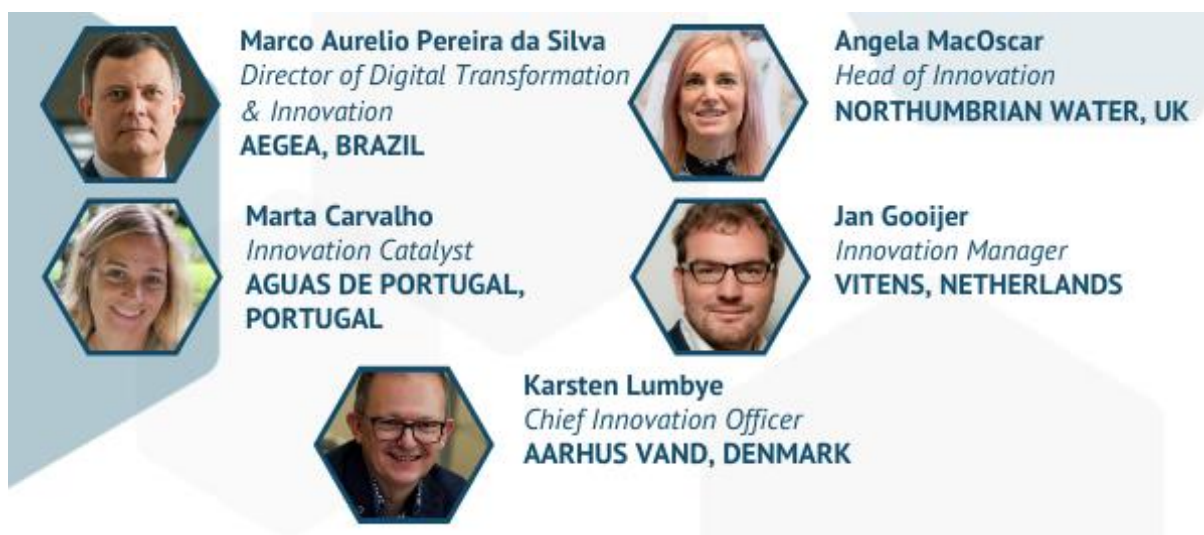 Marco Aurelio Pereira da Silva
Director of Digital Transformation
& Innovation
AEGEA, BRAZIL
Angela MacOscar
Head of Innovation
NORTHUMBRIAN WATER, UK
Marta Carvalho
Innovation Catalyst
AGUAS DE PORTUGAL,
PORTUGAL
Jan Gooijer
Innovation Manager
VITENS, NETHERLANDS
Karsten Lumbye
Chief Innovation Officer
AARHUS VAND, DENMARK